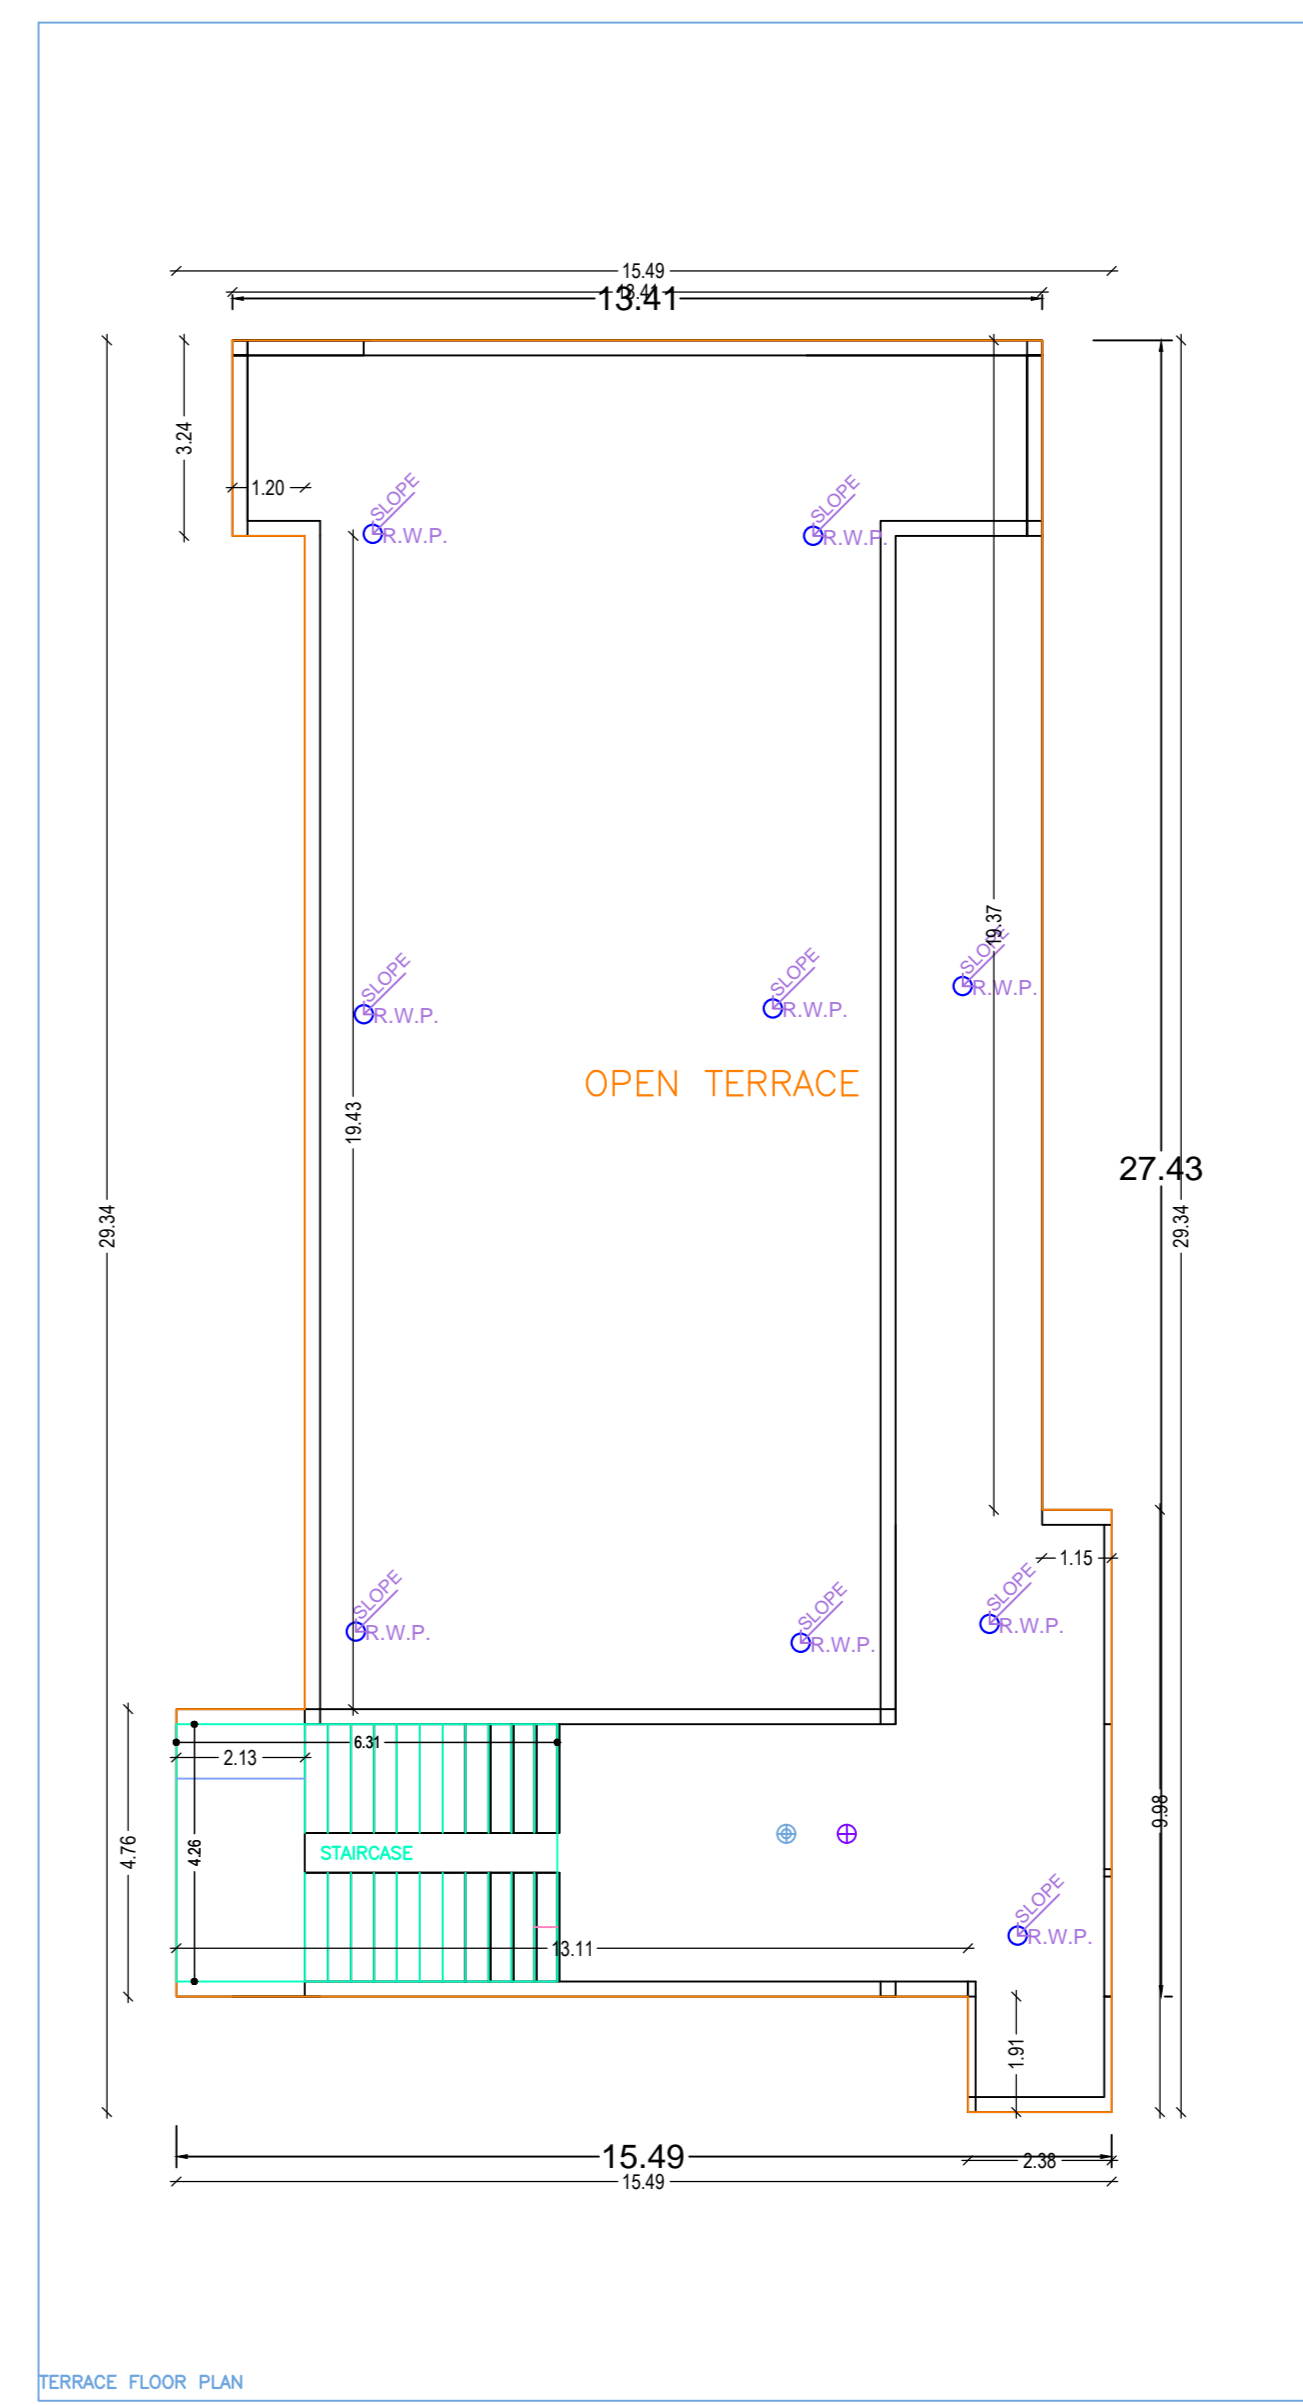 15.49
13.41
13.41
3.24
1.20
SLOPE
R.W.P.
SLOPE
R.W.P.
19.37
SLOPE
R.W.P.
SLOPE
R.W.P.
SLOPE
R.W.P.
OPEN TERRACE
19.43
27.43
29.34
29.34
1.15
SLOPE
R.W.P.
SLOPE
R.W.P.
SLOPE
R.W.P.
6.31
2.13
9.98
4.76
4.26
STAIRCASE
SLOPE
R.W.P.
13.11
1.91
15.49
2.38
15.49
TERRACE FLOOR PLAN